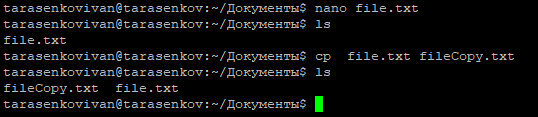 tarasenkovivan@tarasenkov:~/Документы$ nano file.txt
tarasenkovivan@tarasenkov:~/Документы$ ls
file.txt
tarasenkovivan@tarasenkov:~/Документы$ cp  file.txt fileCopy.txt
tarasenkovivan@tarasenkov:~/Документы$ ls
fileCopy.txt  file.txt
tarasenkovivan@tarasenkov:~/Документы$